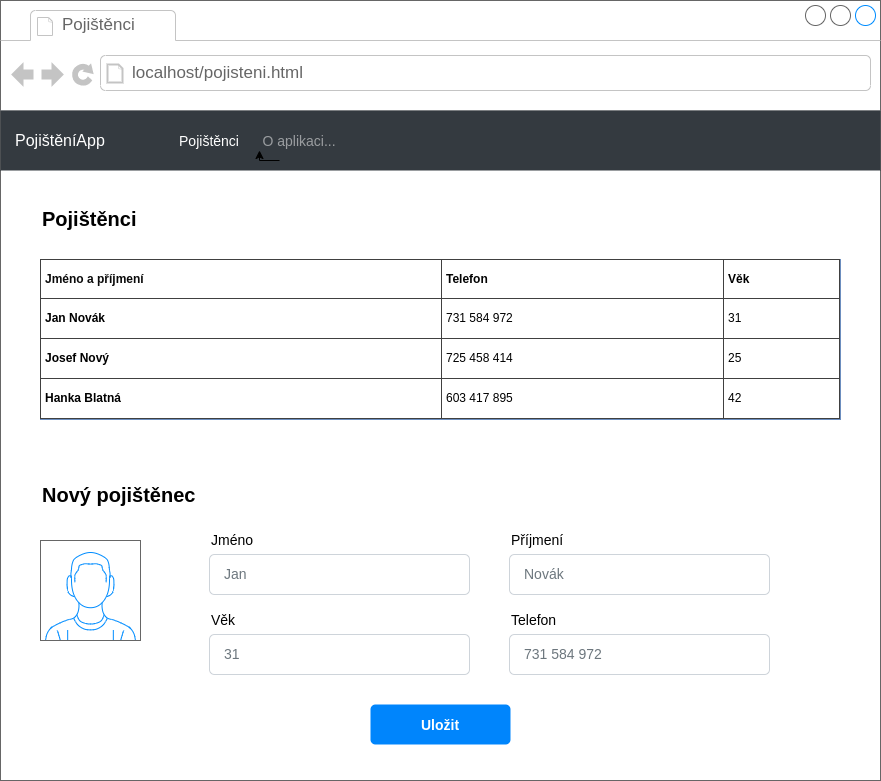 Pojištěnci
localhost/pojisteni.html
PojištěníApp Pojištěnci O aplikaci...
Pojištěnci
Jméno a příjmení Telefon Věk
Jan Novák 731 584 972 31
Josef Nový 725 458 414 25
Hanka Blatná 603 417 895 42
Nový pojištěnec
Jméno Příjmení
Jan Novák
Věk Telefon
31 731 584 972
Uložit